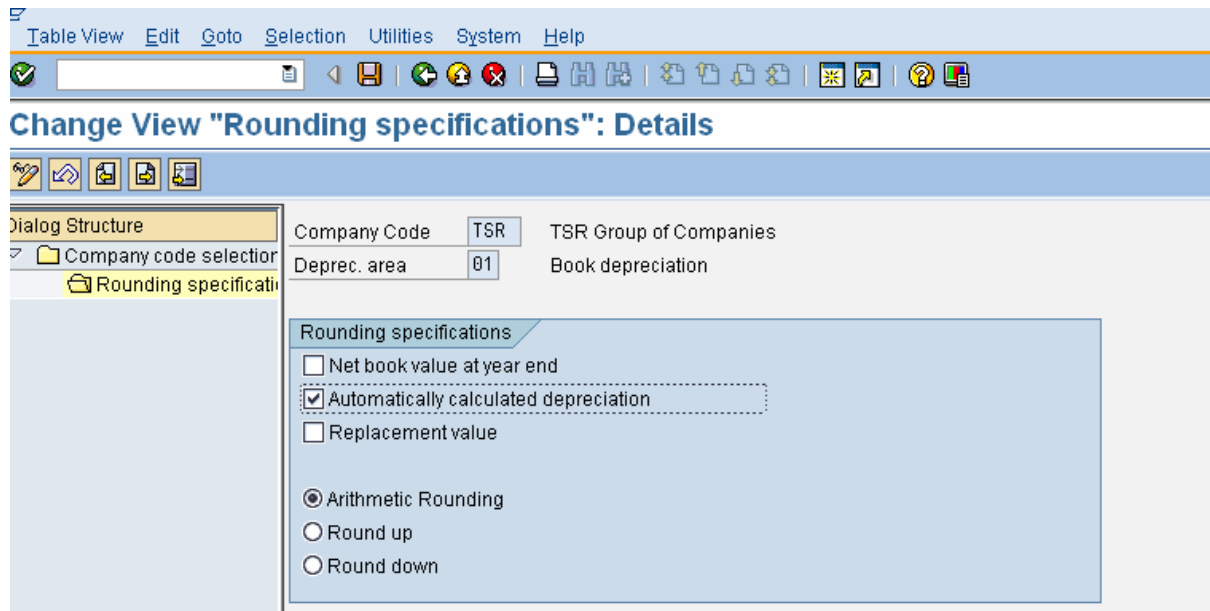 Table View Edit Goto Selection Utilities System Help
Change View "Rounding specifications": Details
Dialog Structure
Company code selection
Rounding specificati
Company Code TSR TSR Group of Companies
Deprec. area 01 Book depreciation
Rounding specifications
Net book value at year end
Automatically calculated depreciation
Replacement value
Arithmetic Rounding
Round up
Round down